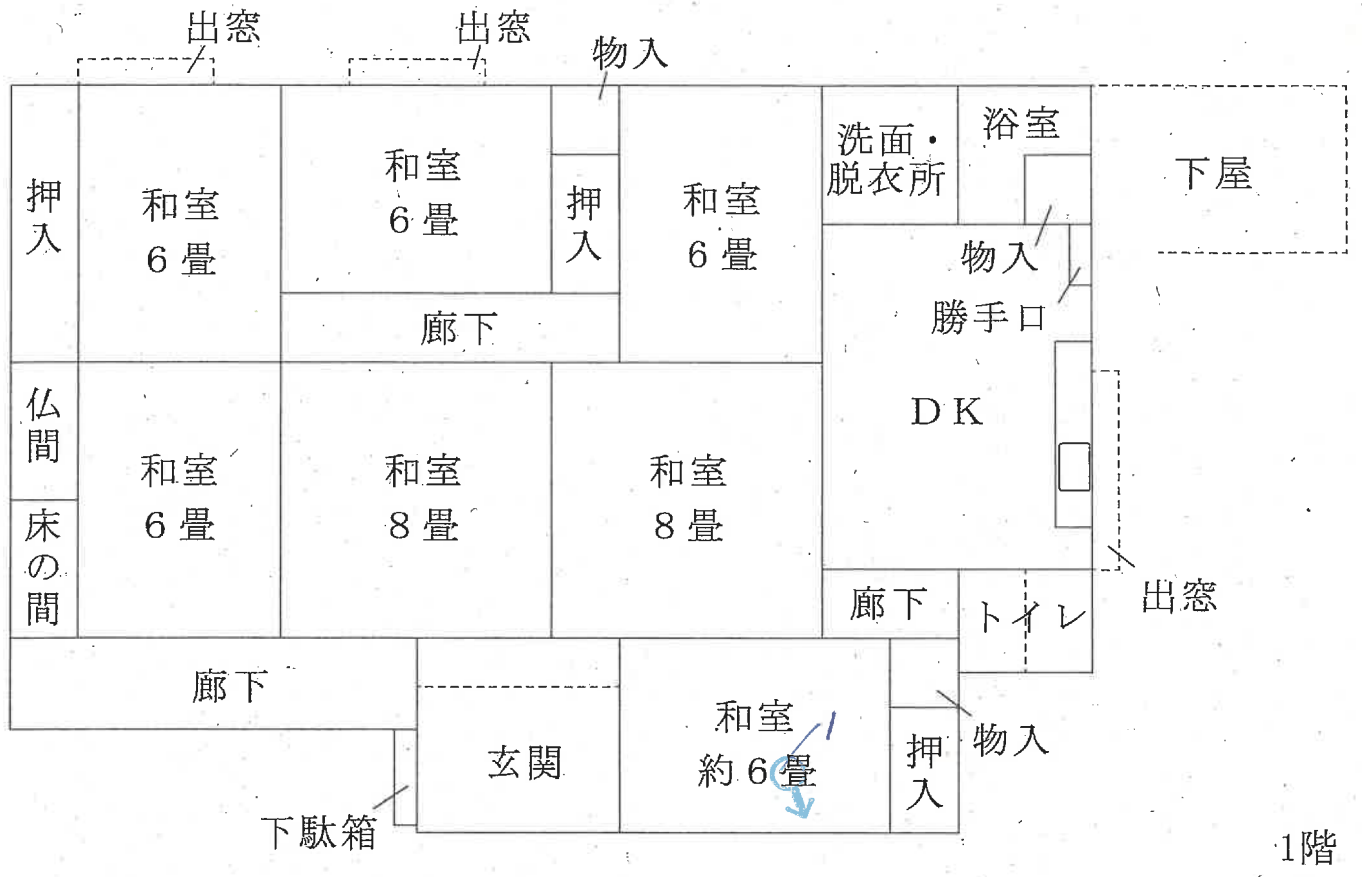 出窓
出窓
物入
押入
和室
6畳
和室
6畳
押入
和室
6畳
洗面・
脱衣所
浴室
下屋
物入
勝手口
廊下
仏間
床の間
和室
6畳
和室
8畳
和室
8畳
DK
出窓
廊下
トイレ
廊下
玄関
下駄箱
和室
約6畳
1
押入
物入
1階